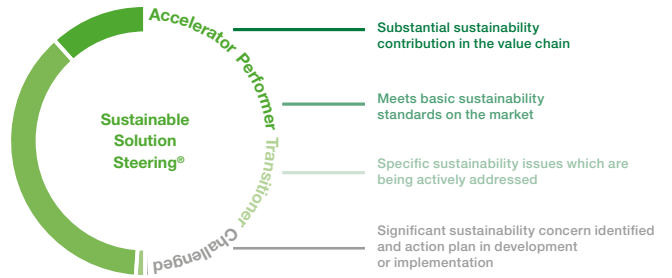 Accelerator Performer Transitioner Challenged
Sustainable
Solution
Steering®
Substantial sustainability
contribution in the value chain
Meets basic sustainability
standards on the market
Specific sustainability issues which are
being actively addressed
Significant sustainability concern identified
and action plan in development
or implementation